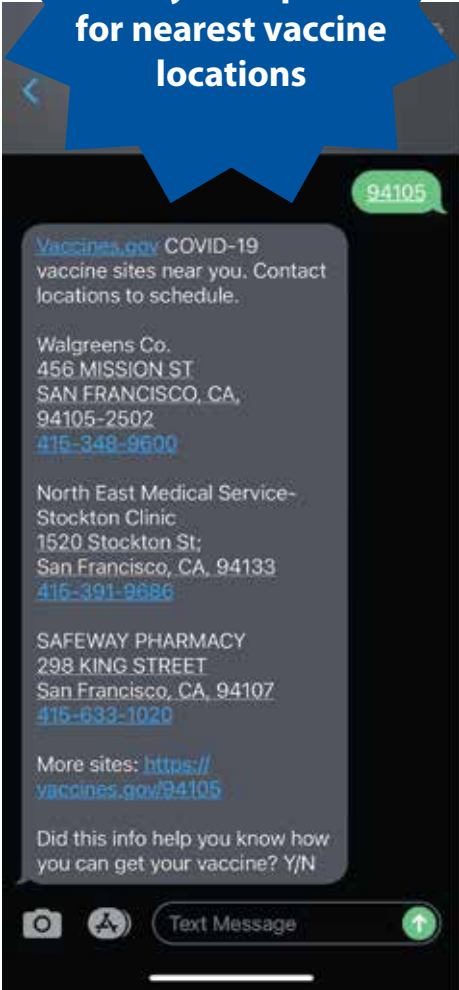 for nearest vaccine
locations
94105
Vaccines.gov COVID-19
vaccine sites near you. Contact
locations to schedule.
Walgreens Co.
456 MISSION ST
SAN FRANCISCO, CA,
94105-2502
415-348-9600
North East Medical Service-
Stockton Clinic
1520 Stockton St;
San Francisco, CA, 94133
415-391-9686
SAFEWAY PHARMACY
298 KING STREET
San Francisco, CA, 94107
415-633-1020
More sites: https://
vaccines.gov/94105
Did this info help you know how
you can get your vaccine? Y/N
Text Message